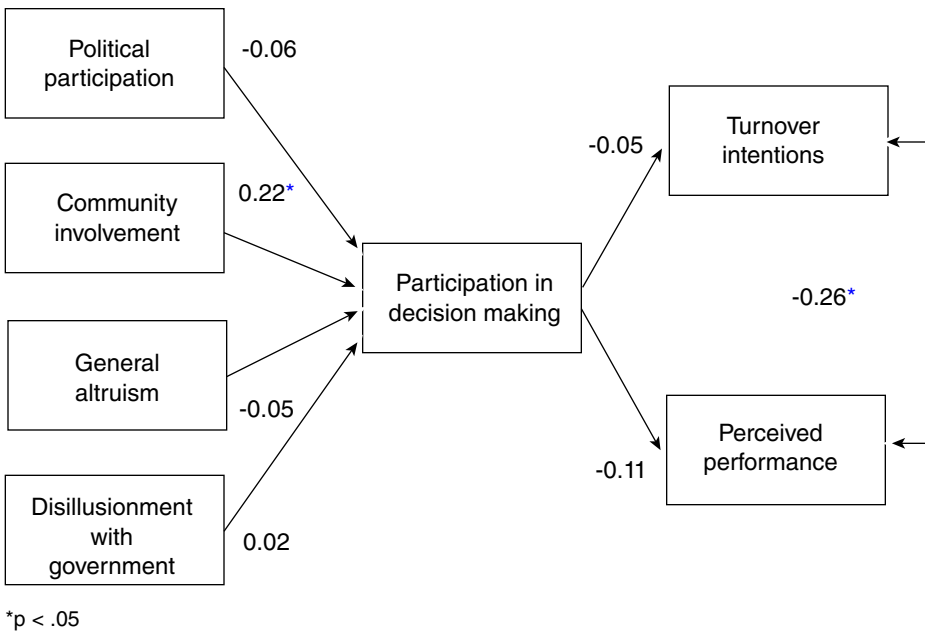 Political
participation
-0.06
Community
involvement
0.22*
General
altruism
-0.05
Disillusionment
with
government
0.02
Participation in
decision making
-0.05
Turnover
intentions
-0.26*
-0.11
Perceived
performance
*p < .05